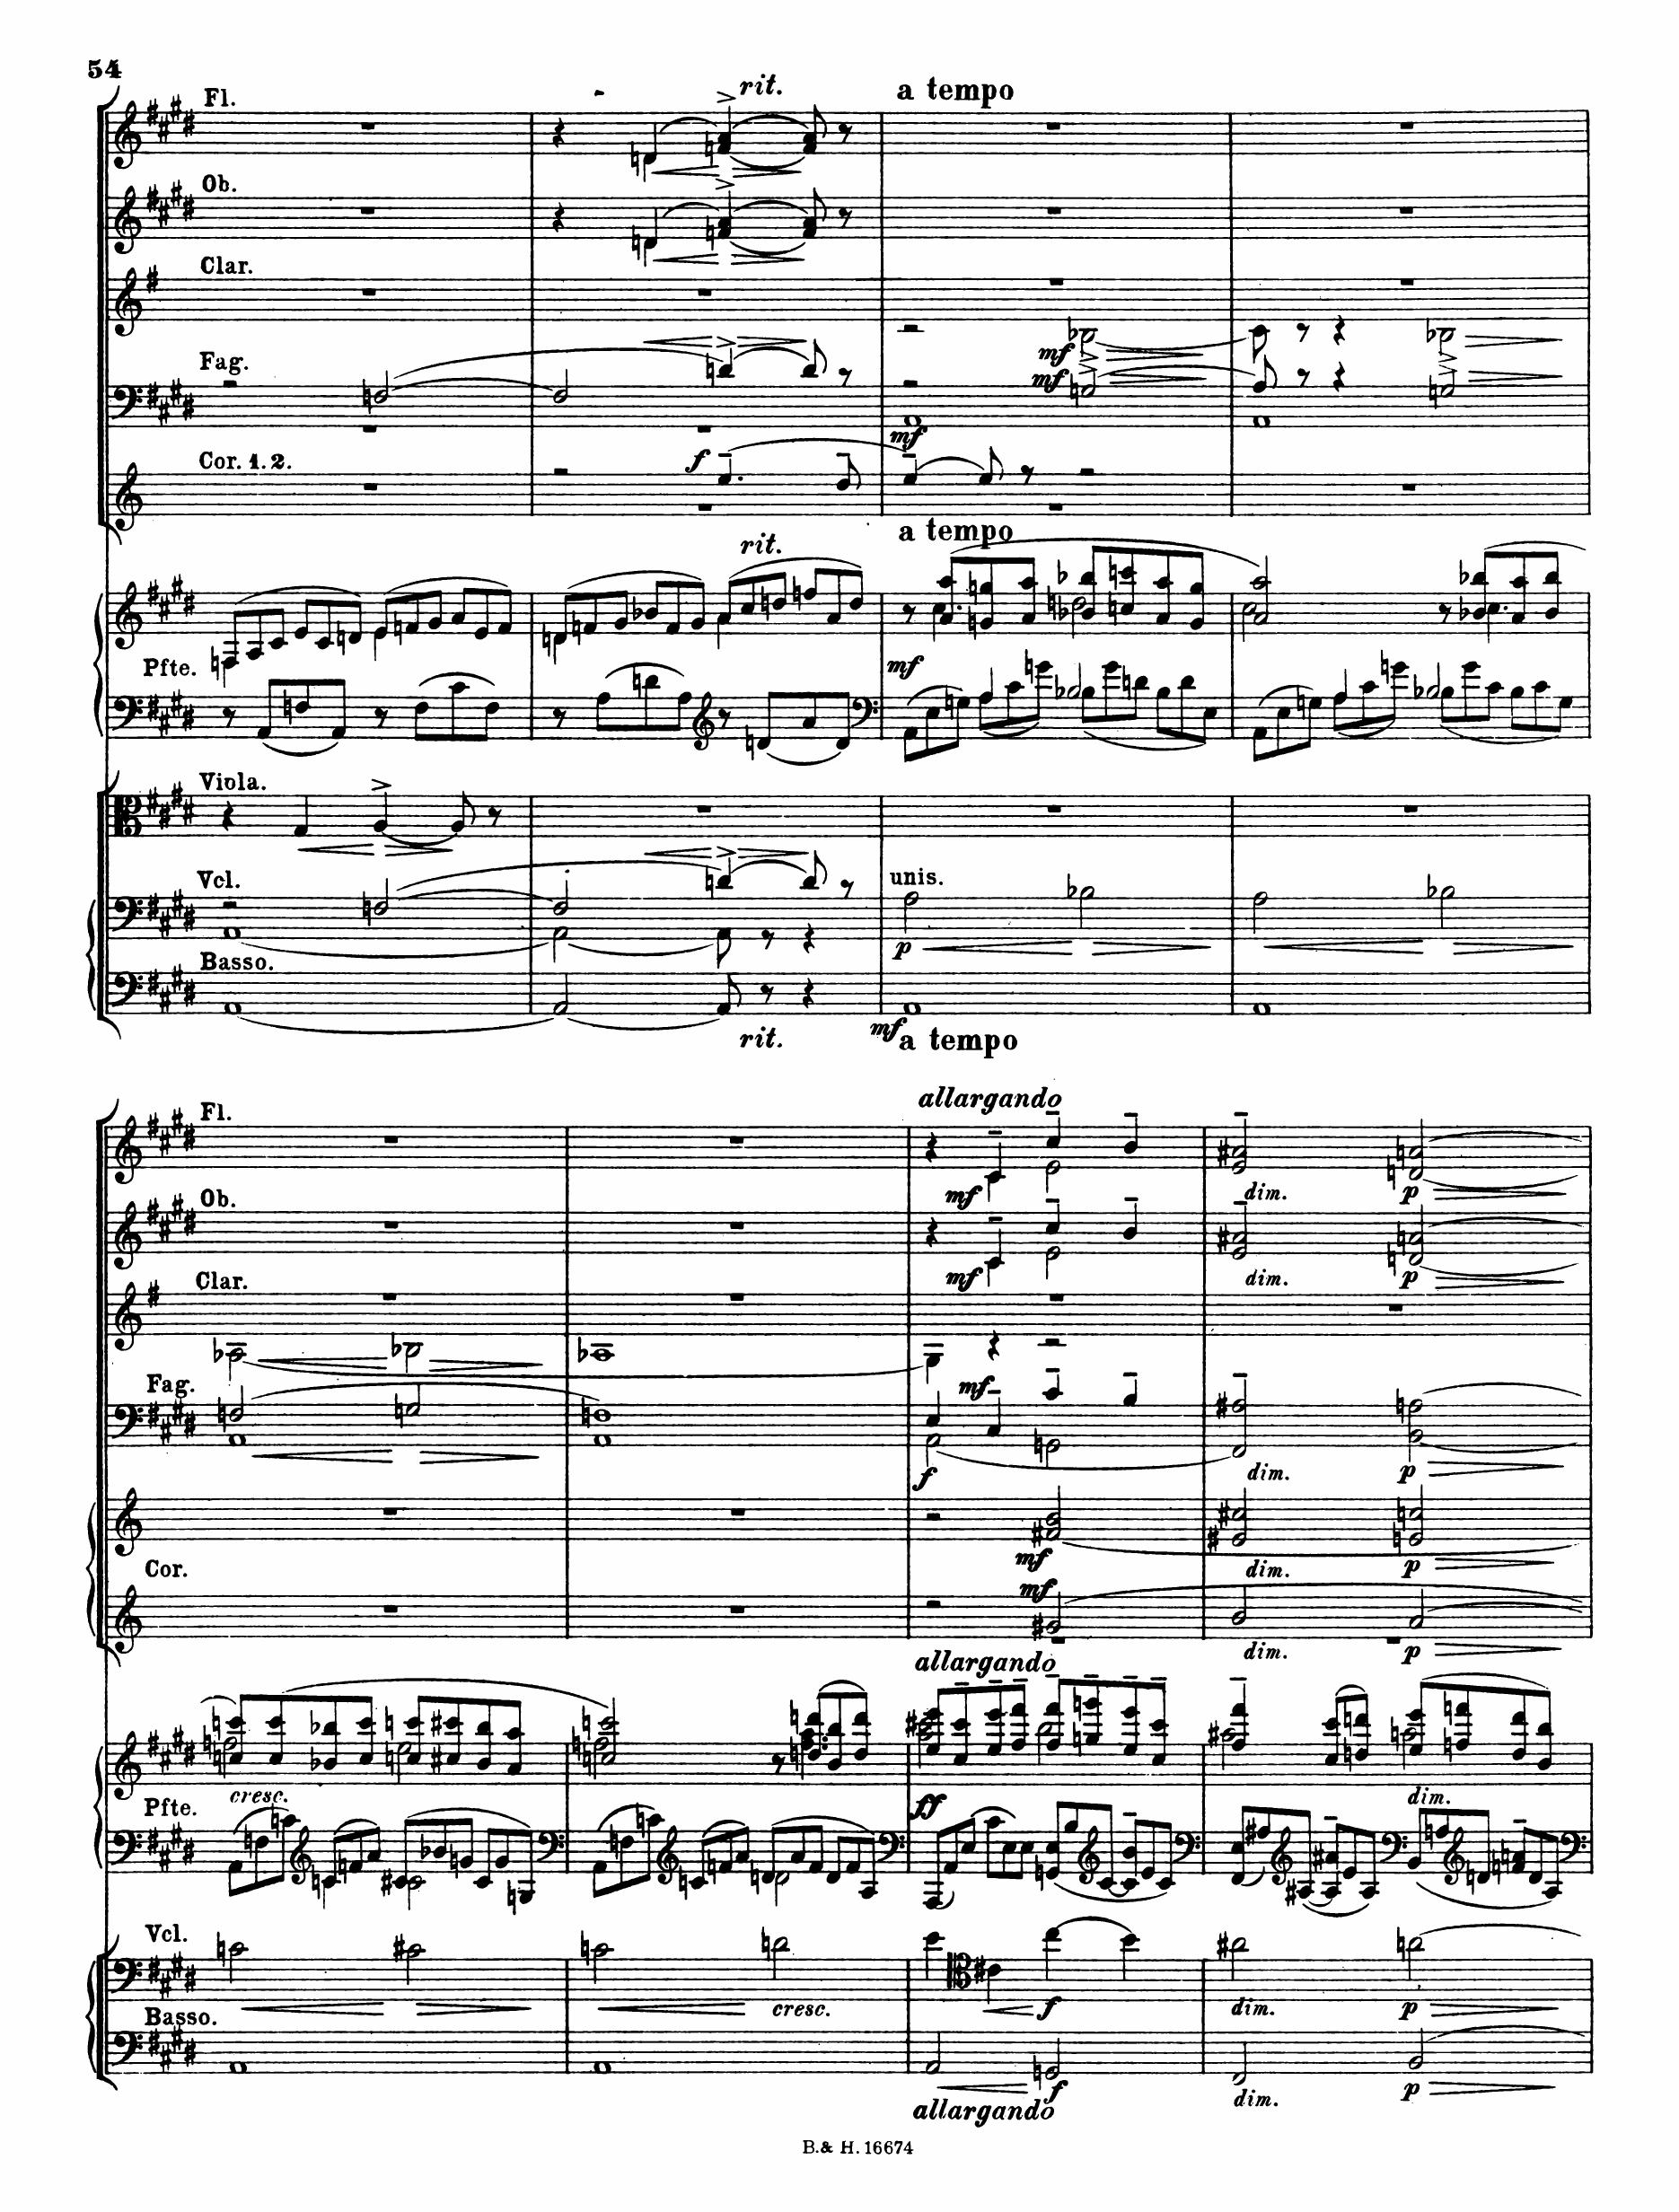 54
Fl.
rit.
a tempo
Ob.
Clar.
mf
Fag.
mf
mf
Cor. 1. 2.
f
a tempo
rit.
Pfte.
mf
Viola.
Vcl.
unis.
p
Basso.
mf
rit.
a tempo
allargando
Fl.
mf
dim.
p
Ob.
mf
dim.
p
Clar.
Fag.
mf
f
dim.
p
mf
dim.
p
Cor.
mf
dim.
p
allargando
cresc.
ff
dim.
Pfte.
Vcl.
cresc.
f
dim.
p
Basso.
f
dim.
p
allargando
B. & H. 16674